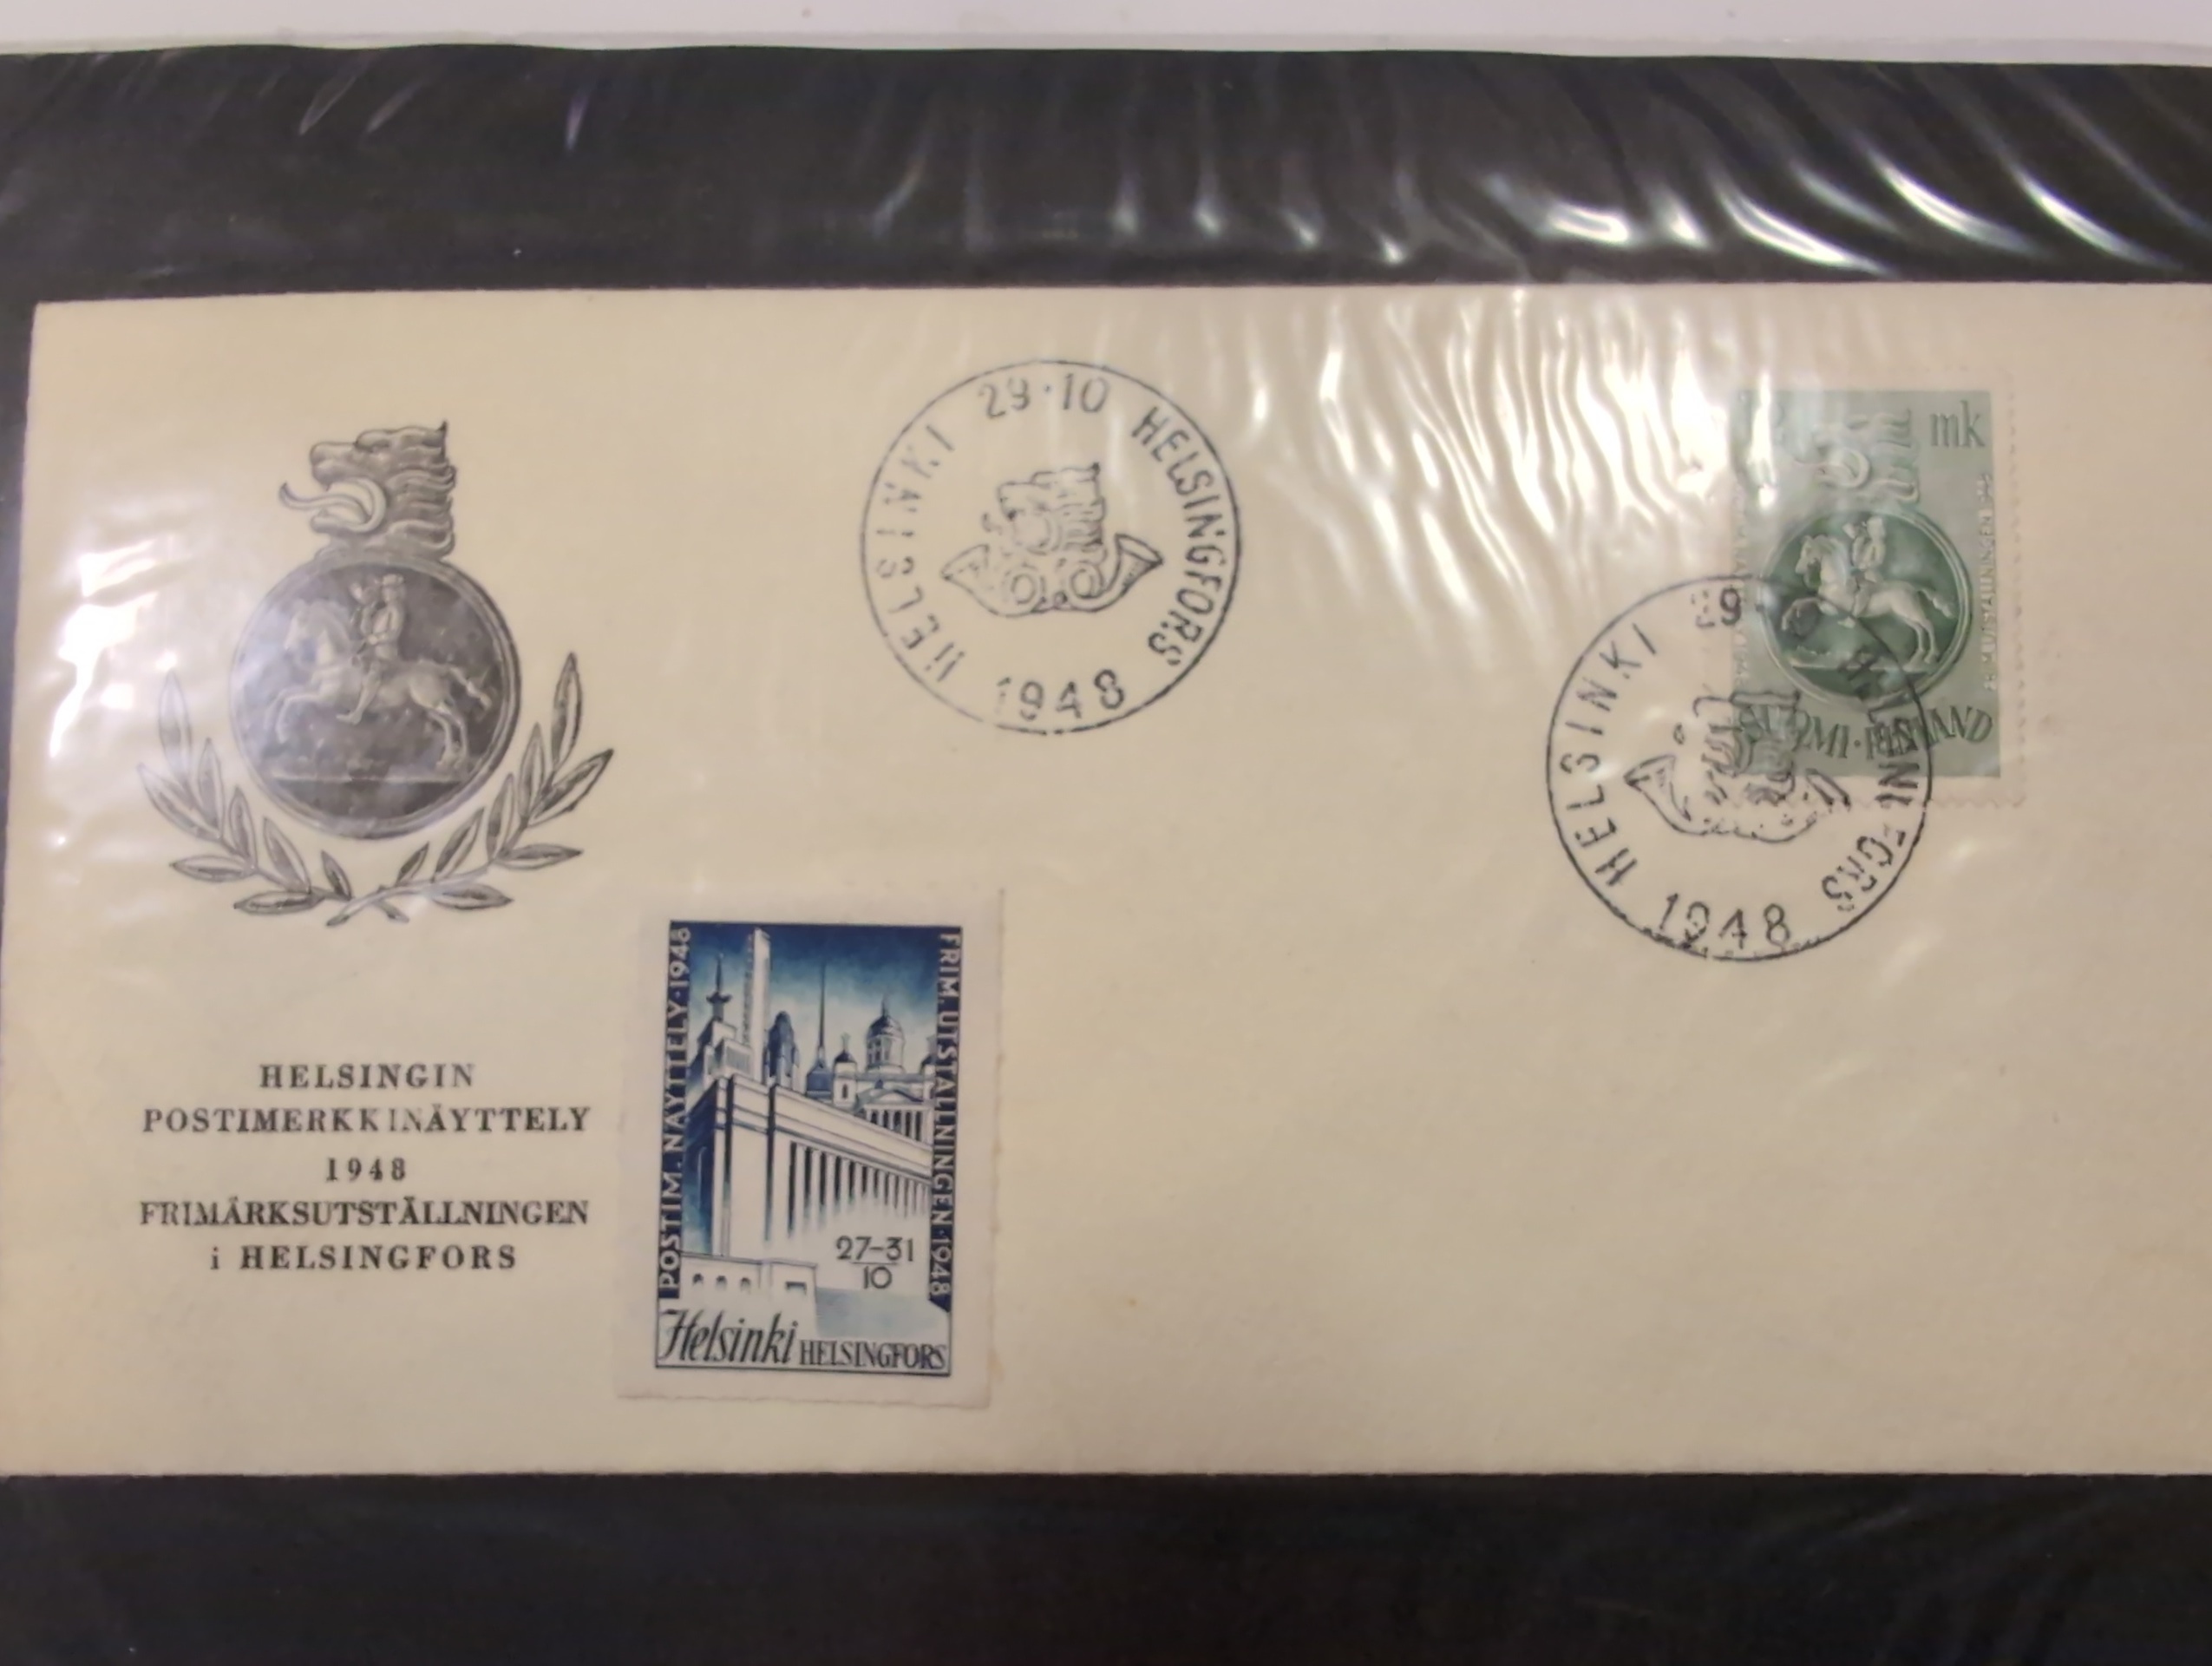 29·10
HELSINKI
HELSINGFORS
1948
mk
SUOMI·FINLAND
HELSINKI
HELSINGFORS
1948
HELSINGIN
POSTIMERKKINÄYTTELY
1948
FRIMÄRKSUTSTÄLLNINGEN
i HELSINGFORS
POSTIM. NÄYTTELY·1948
FRIM. UTSTÄLLNINGEN·1948
27–31
10
Helsinki HELSINGFORS